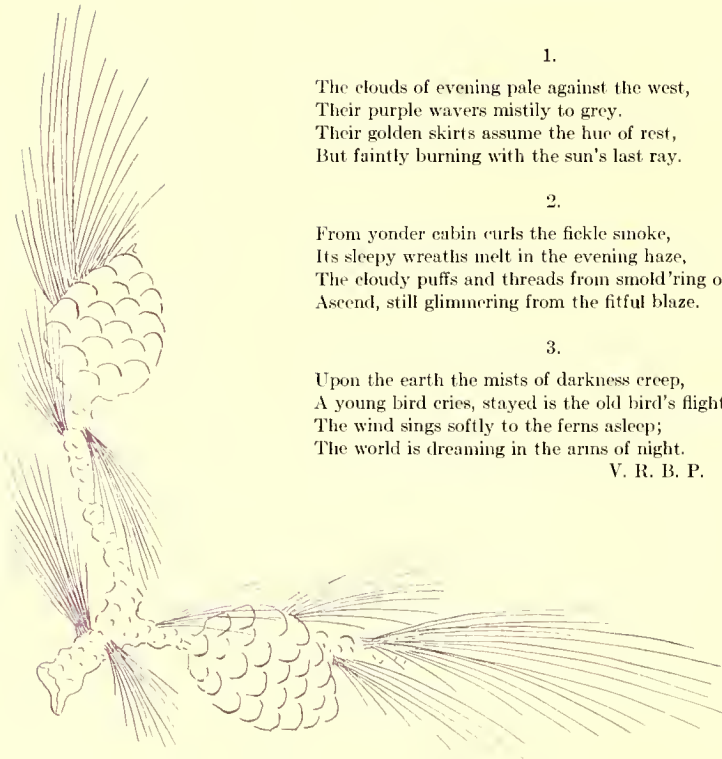 1.
The clouds of evening pale against the west,
Their purple wavers mistily to grey.
Their golden skirts assume the hue of rest,
But faintly burning with the sun's last ray.
2.
From yonder cabin curls the fickle smoke,
Its sleepy wreaths melt in the evening haze,
The cloudy puffs and threads from smold'ring
Ascend, still glimmering from the fitful blaze.
3.
Upon the earth the mists of darkness creep,
A young bird cries, stayed is the old bird's flight
The wind sings softly to the ferns asleep;
The world is dreaming in the arms of night.
V. R. B. P.